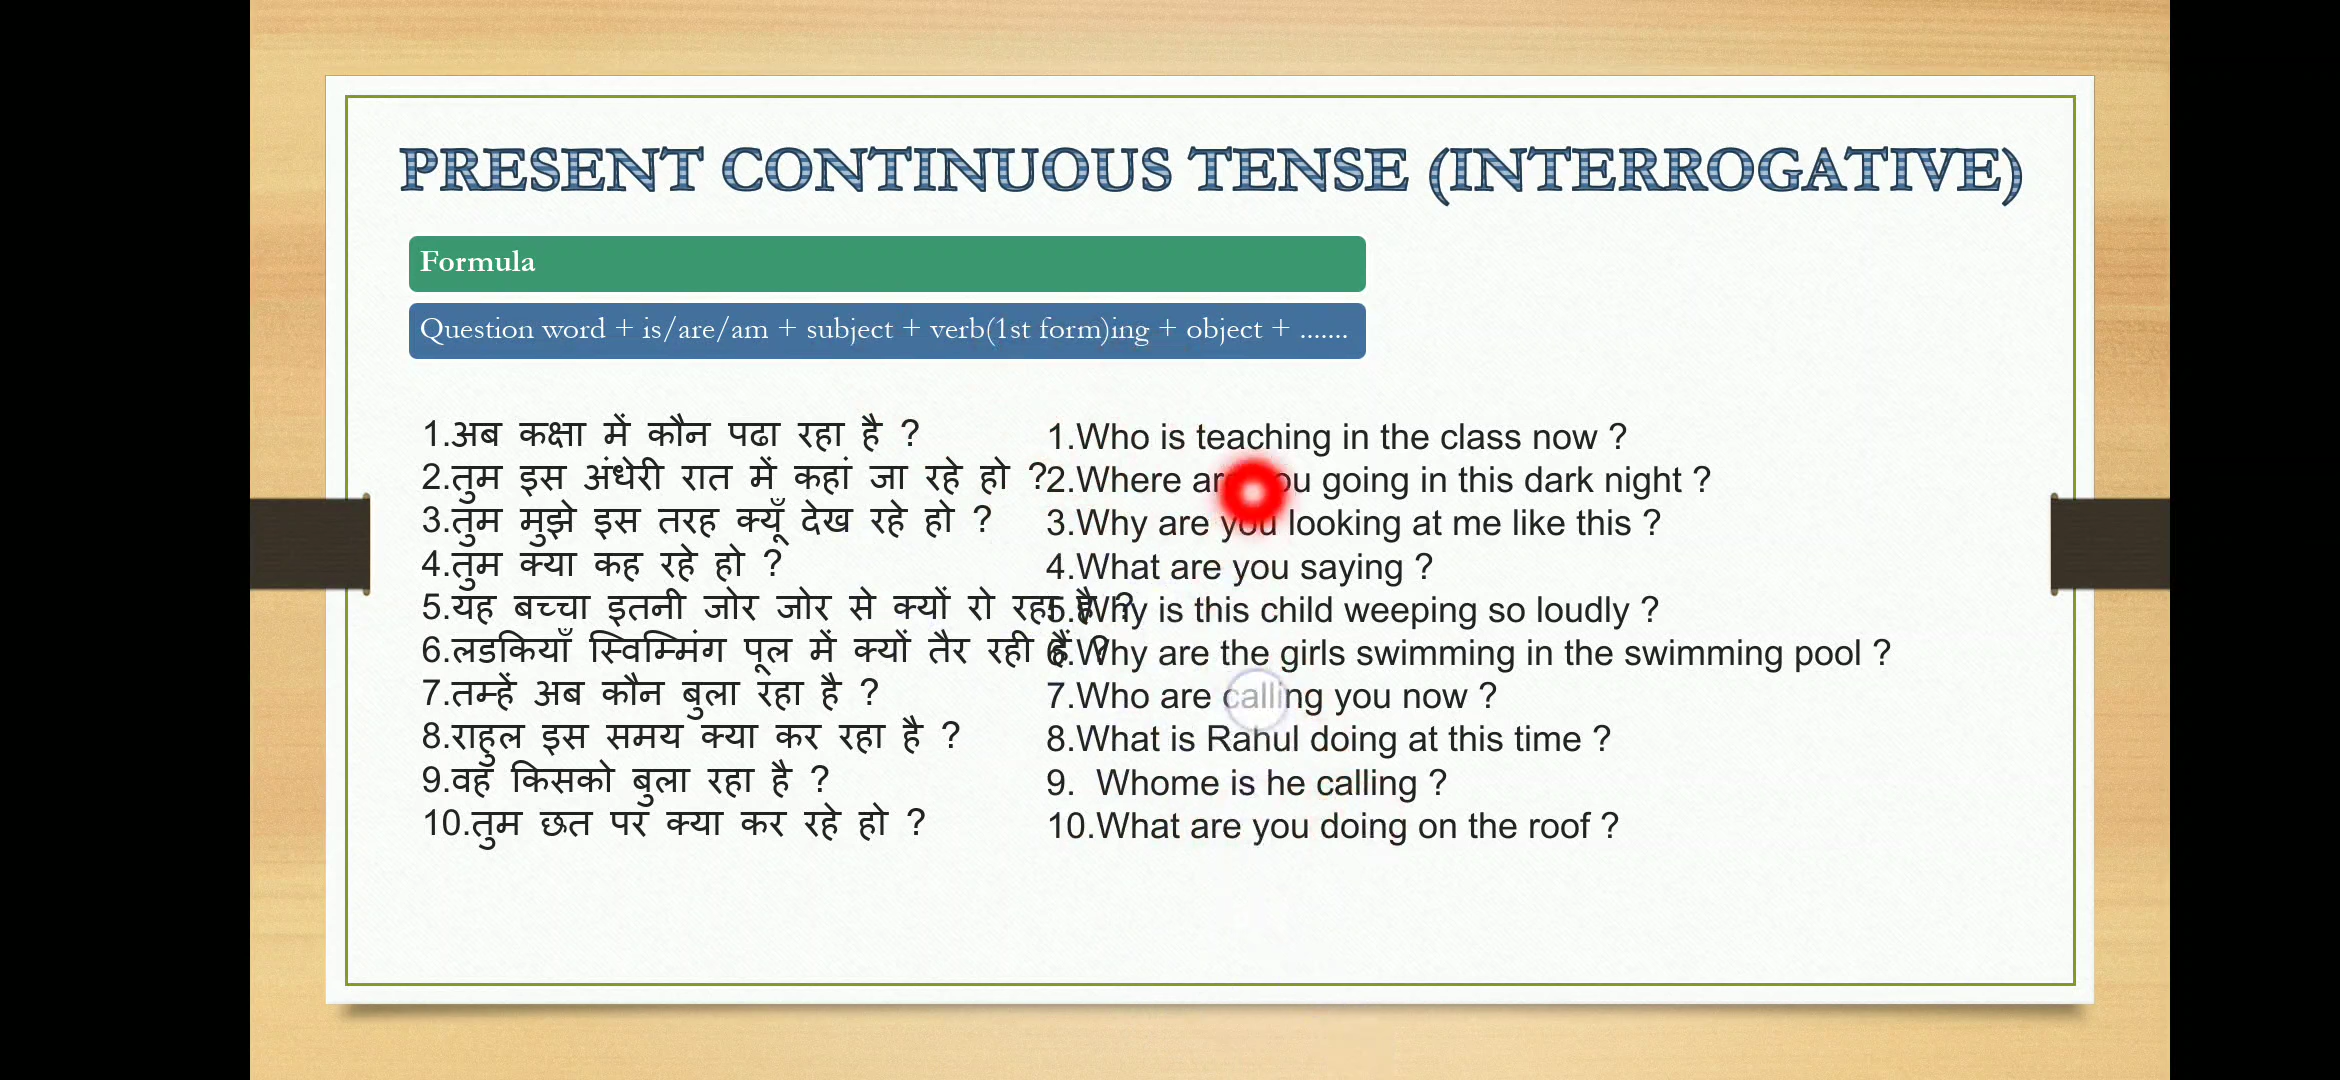 PRESENT CONTINUOUS TENSE (INTERROGATIVE)
Formula
Question word + is/are/am + subject + verb(1st form)ing + object + .......
1.अब कक्षा में कौन पढा रहा है ?
2.तुम इस अंधेरी रात में कहां जा रहे हो ?
3.तुम मुझे इस तरह क्यूँ देख रहे हो ?
4.तुम क्या कह रहे हो ?
5.यह बच्चा इतनी जोर जोर से क्यों रो रहा है ?
6.लडकियाँ स्विम्मिंग पूल में क्यों तैर रही हैं ?
7.तम्हें अब कौन बुला रहा है ?
8.राहुल इस समय क्या कर रहा है ?
9.वह किसको बुला रहा है ?
10.तुम छत पर क्या कर रहे हो ?
1.Who is teaching in the class now ?
2.Where are you going in this dark night ?
3.Why are you looking at me like this ?
4.What are you saying ?
5.Why is this child weeping so loudly ?
6.Why are the girls swimming in the swimming pool ?
7.Who are calling you now ?
8.What is Rahul doing at this time ?
9. Whome is he calling ?
10.What are you doing on the roof ?